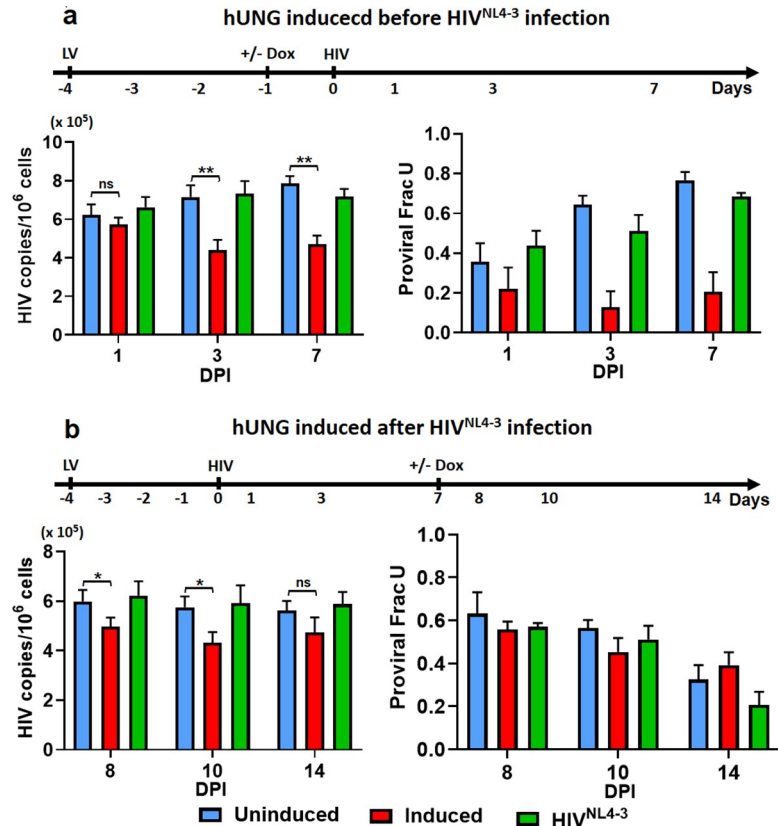 a
hUNG inducecd before HIVNL4-3 infection
LV +/- Dox HIV
-4 -3 -2 -1 0 1 3 7 Days
(x 10⁵)
HIV copies/10⁶ cells
8
6
4
2
0
ns
**
**
1 3 7
DPI
Proviral Frac U
1.0
0.8
0.6
0.4
0.2
0.0
1 3 7
DPI
b
hUNG induced after HIVNL4-3 infection
LV HIV +/- Dox
-4 -3 -2 -1 0 1 3 7 8 10 14 Days
(x 10⁵)
HIV copies/10⁶ cells
8
6
4
2
0
*
*
ns
8 10 14
DPI
Proviral Frac U
1.0
0.8
0.6
0.4
0.2
0.0
8 10 14
DPI
Uninduced Induced HIVNL4-3